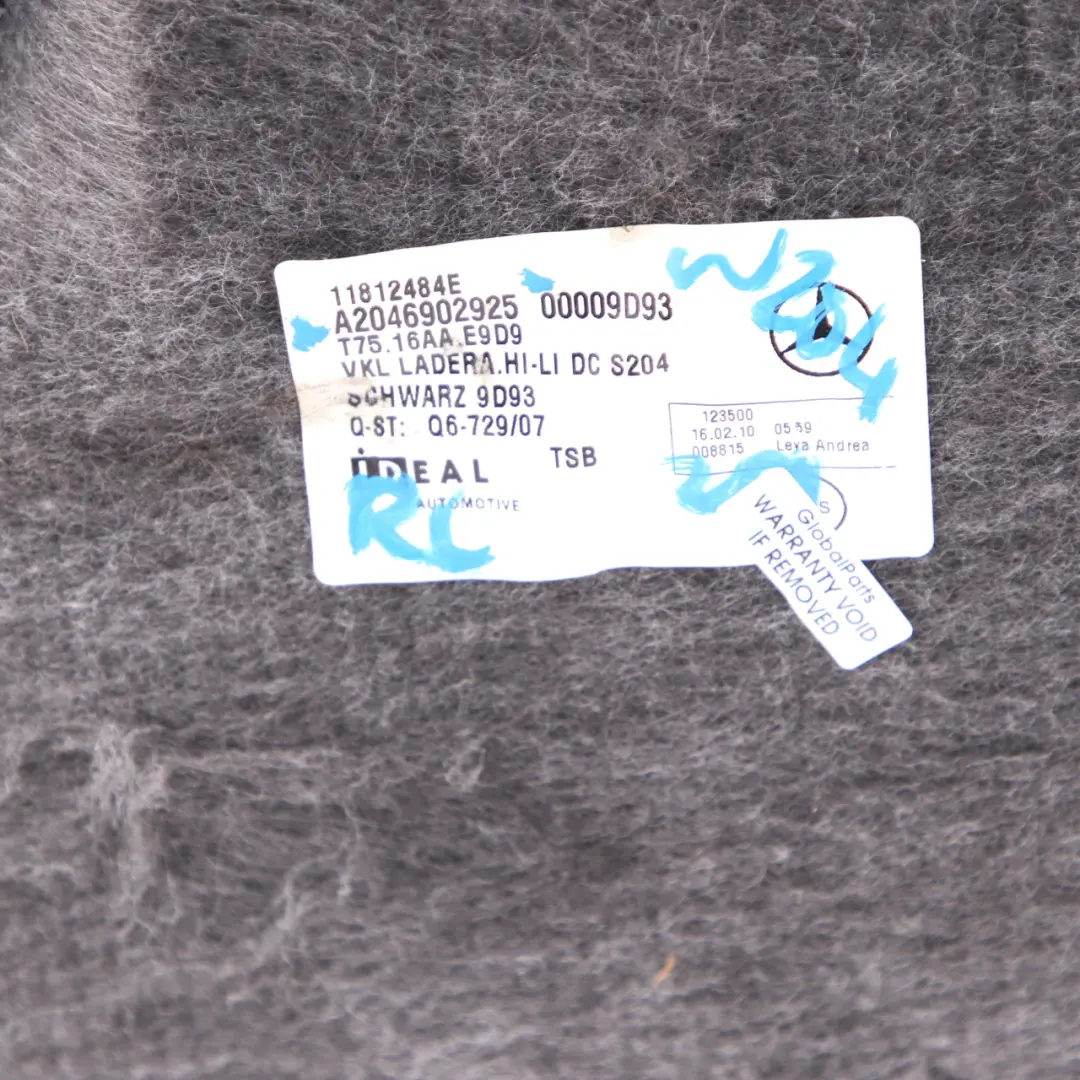 11812484E
A2046902925 00009D93
T75.16AA.E9D9
VKL LADERA.HI-LI DC S204
SCHWARZ 9D93
Q-ST: Q6-729/07
iDEAL TSB
AUTOMOTIVE
W204
RL
123500
16.02.10 05:59
008815 Leya Andrea
S
GlobalParts
WARRANTY VOID
IF REMOVED